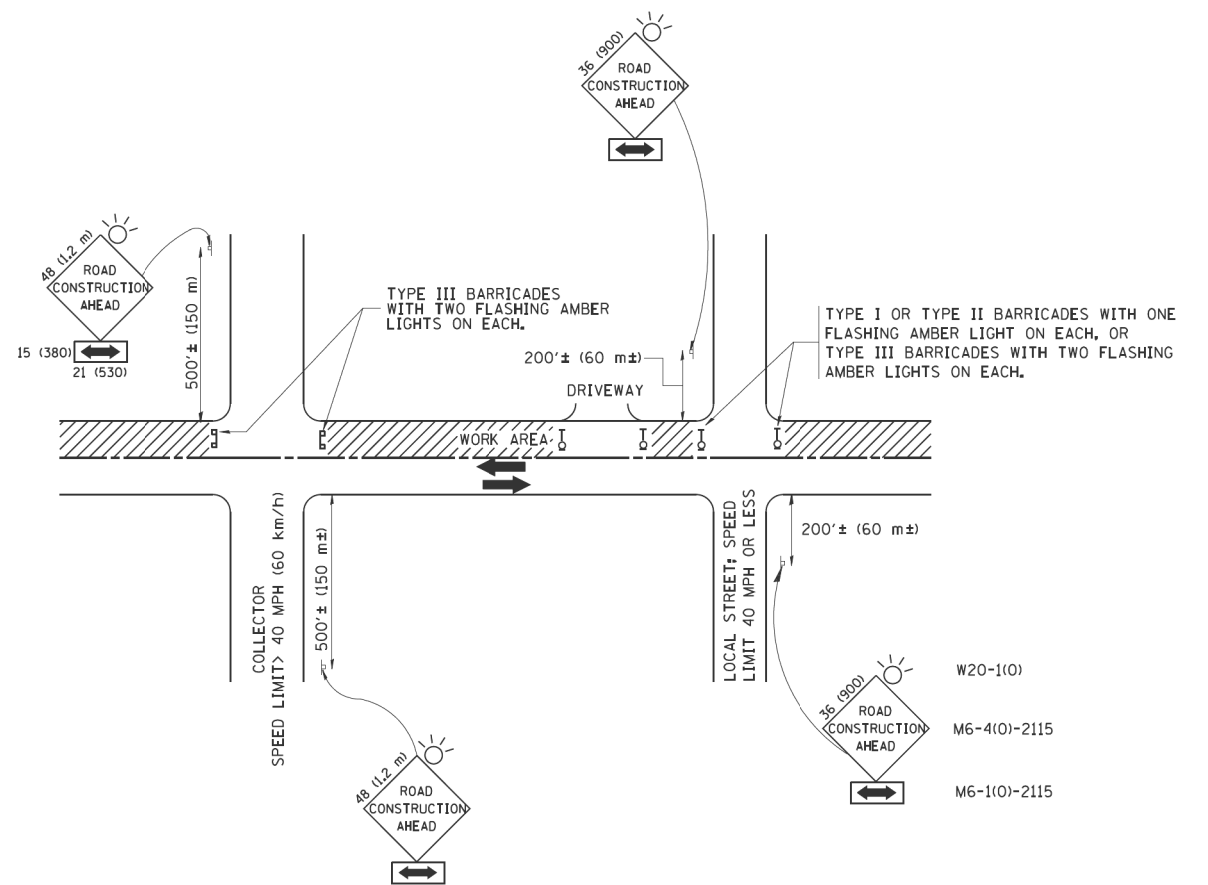 36 (900)
ROAD
CONSTRUCTION
AHEAD
48 (1.2 m)
ROAD
CONSTRUCTION
AHEAD
15 (380)
21 (530)
500'± (150 m)
TYPE III BARRICADES
WITH TWO FLASHING AMBER
LIGHTS ON EACH.
200'± (60 m±)
DRIVEWAY
TYPE I OR TYPE II BARRICADES WITH ONE
FLASHING AMBER LIGHT ON EACH, OR
TYPE III BARRICADES WITH TWO FLASHING
AMBER LIGHTS ON EACH.
WORK AREA
COLLECTOR
SPEED LIMIT> 40 MPH (60 km/h)
500'± (150 m±)
LOCAL STREET; SPEED
LIMIT 40 MPH OR LESS
200'± (60 m±)
48 (1.2 m)
ROAD
CONSTRUCTION
AHEAD
36 (900)
ROAD
CONSTRUCTION
AHEAD
W20-1(O)
M6-4(O)-2115
M6-1(O)-2115